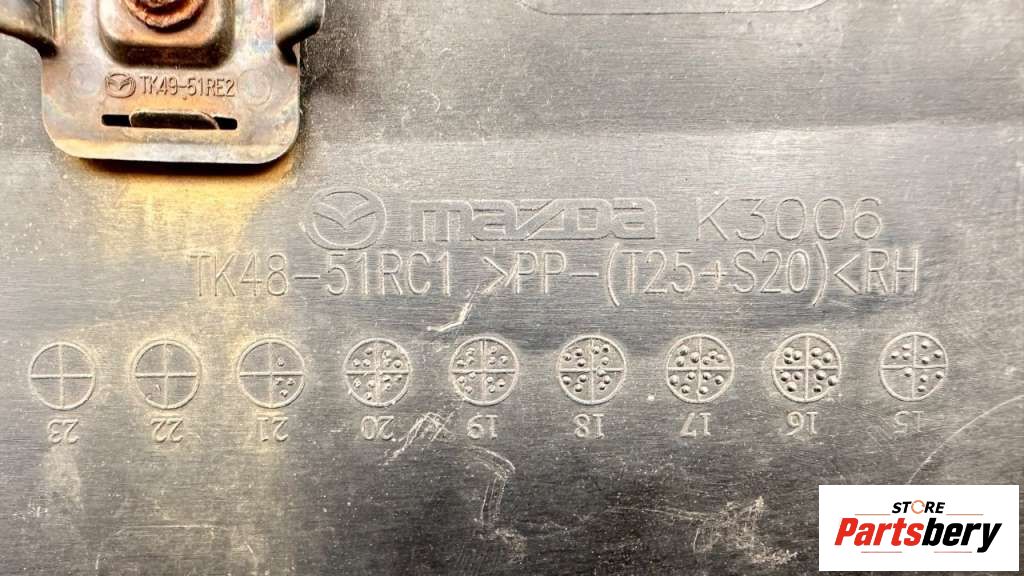 TK49-51RE2
mazda K3006
TK48-51RC1 >PP-(T25+S20)<RH
23 22 21 20 19 18 17 16 15
STORE
Partsbery